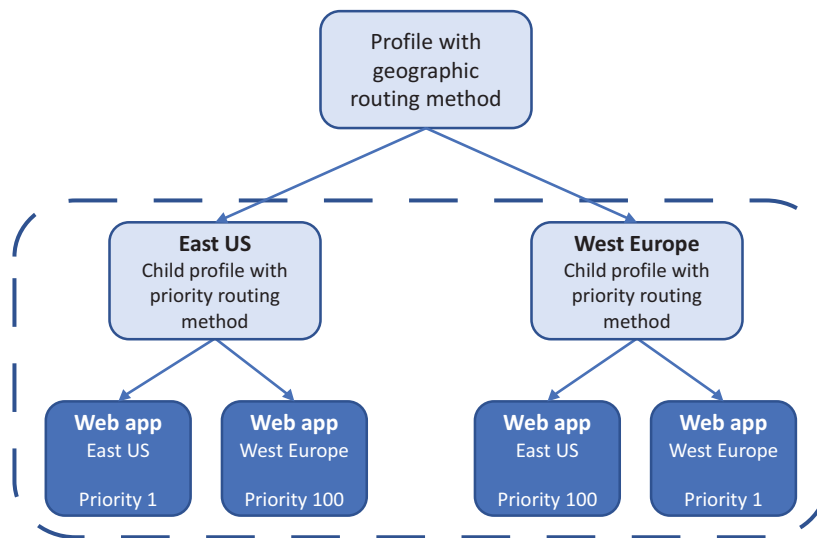 Profile with
geographic
routing method
East US
Child profile with
priority routing
method
West Europe
Child profile with
priority routing
method
Web app
East US
Priority 1
Web app
West Europe
Priority 100
Web app
East US
Priority 100
Web app
West Europe
Priority 1